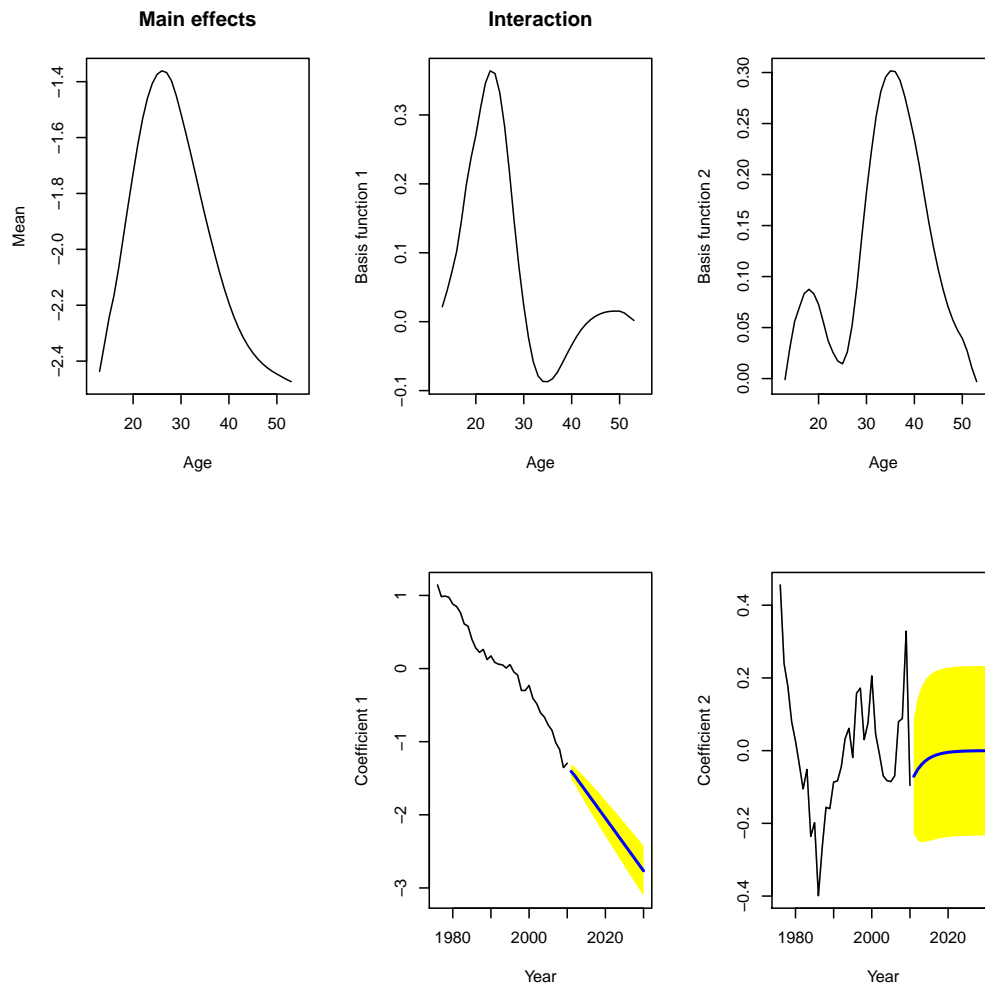 Main effects
Interaction
Mean
−1.4
−1.6
−1.8
−2.0
−2.2
−2.4
20 30 40 50
Age
Basis function 1
0.3
0.2
0.1
0.0
−0.1
20 30 40 50
Age
Basis function 2
0.30
0.25
0.20
0.15
0.10
0.05
0.00
20 30 40 50
Age
Coefficient 1
1
0
−1
−2
−3
1980 2000 2020
Year
Coefficient 2
0.4
0.2
0.0
−0.2
−0.4
1980 2000 2020
Year